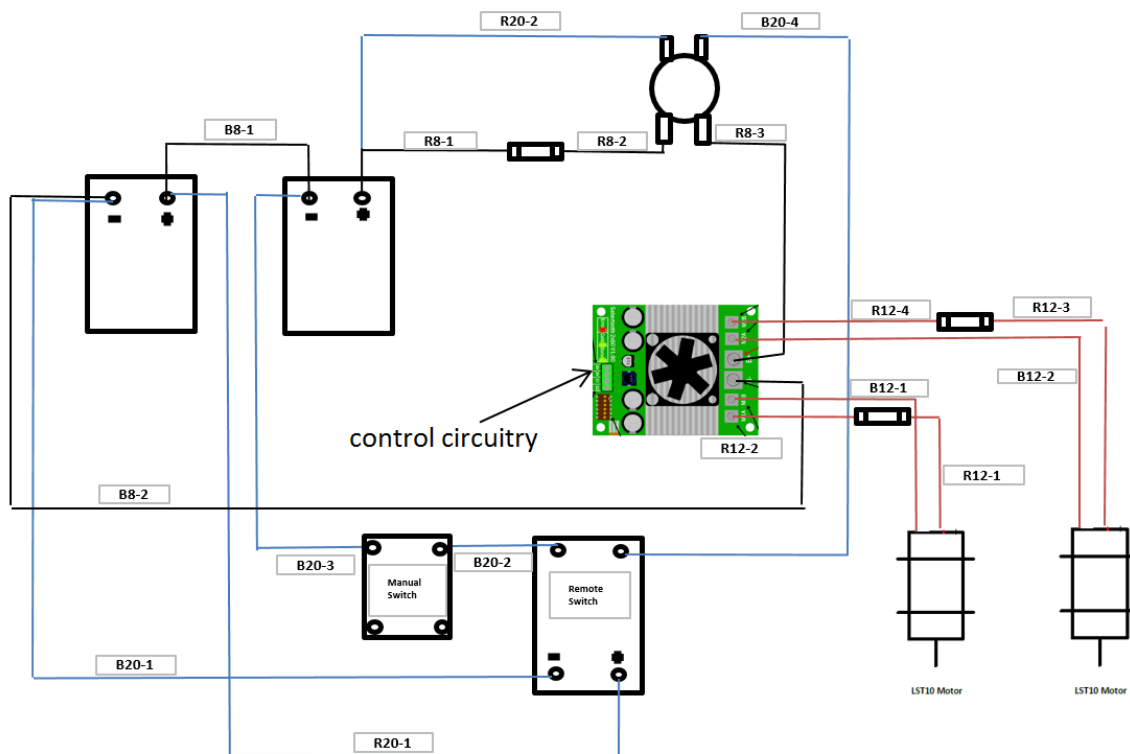 R20-2
B20-4
B8-1
R8-1
R8-2
R8-3
R12-4
R12-3
B12-1
B12-2
control circuitry
R12-2
R12-1
B8-2
B20-3
Manual
Switch
B20-2
Remote
Switch
B20-1
LST10 Motor
LST10 Motor
R20-1